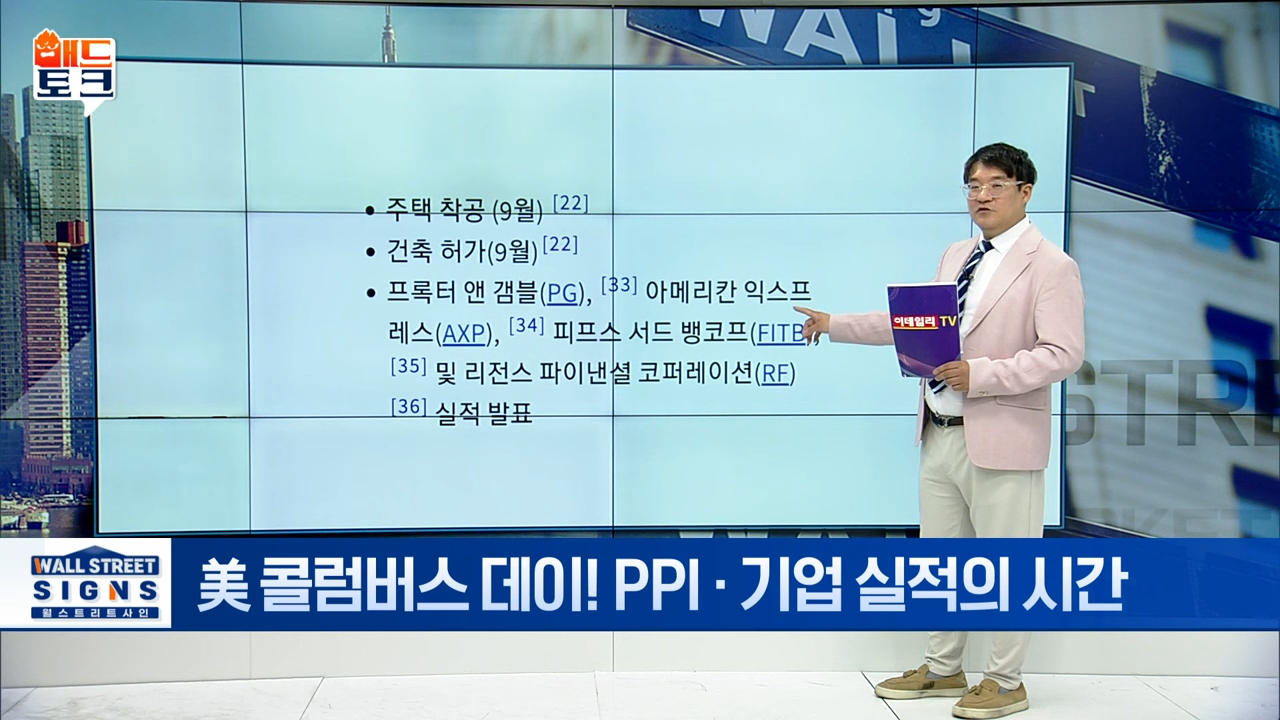 매드
토크
WALL
STRE
주택 착공 (9월) [22]
건축 허가(9월) [22]
프록터 앤 갬블(PG), [33] 아메리칸 익스프
레스(AXP), [34] 피프스 서드 뱅코프(FITB),
[35] 및 리전스 파이낸셜 코퍼레이션(RF)
[36] 실적 발표
이데일리 TV
WALL STREET
SIGNS
월스트리트사인
美 콜럼버스 데이! PPI · 기업 실적의 시간